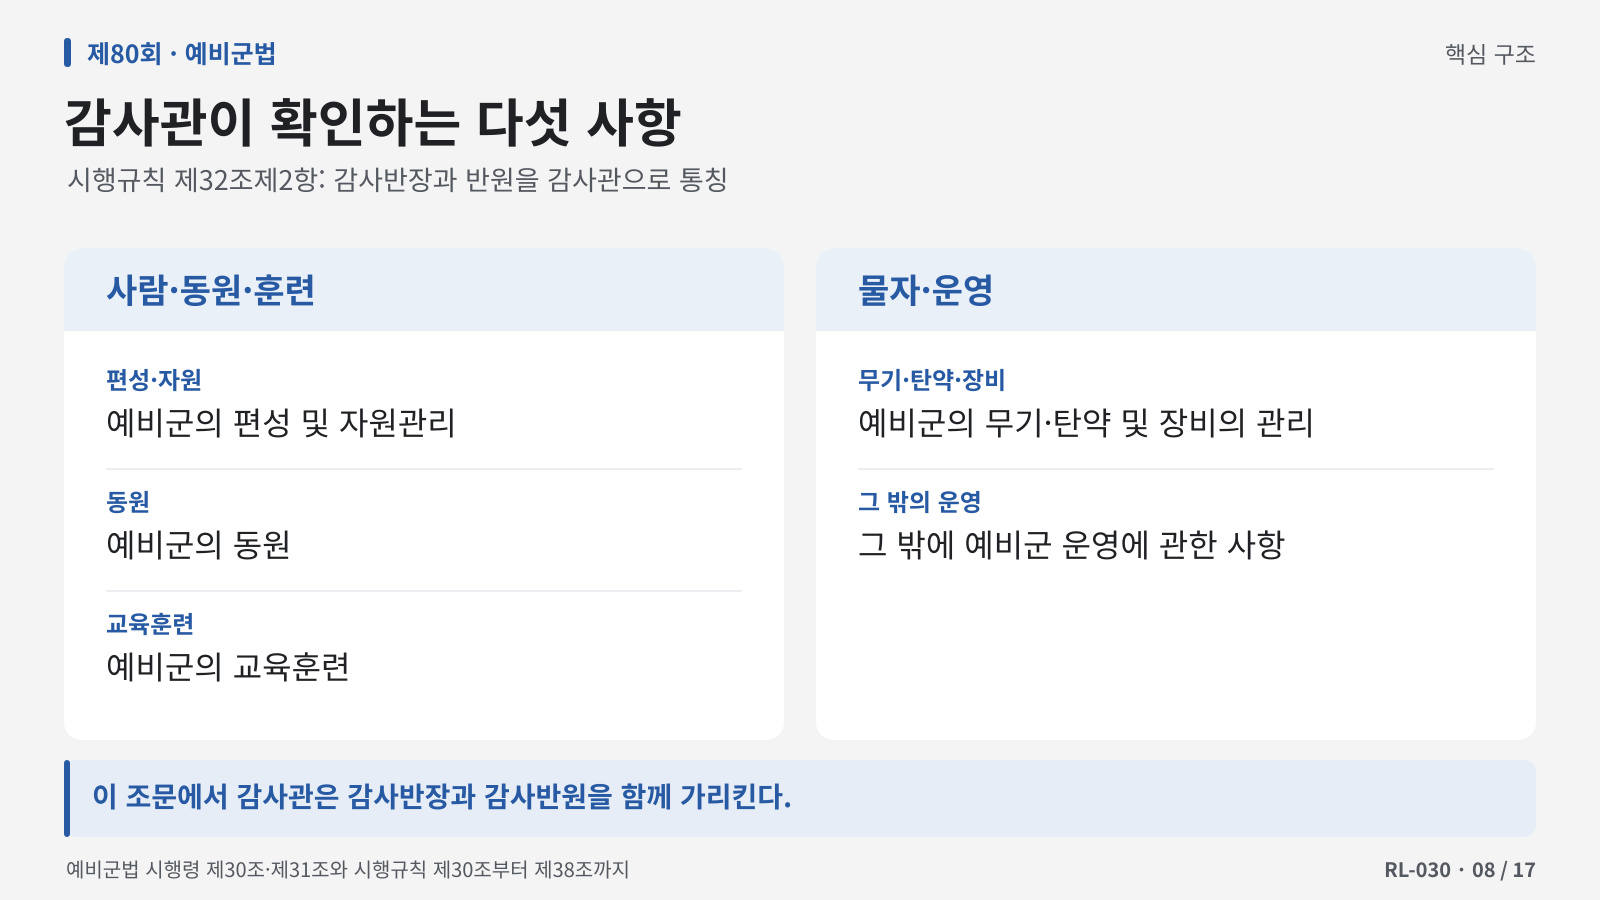 제80회 · 예비군법
핵심 구조
감사관이 확인하는 다섯 사항
시행규칙 제32조제2항: 감사반장과 반원을 감사관으로 통칭
사람·동원·훈련
편성·자원
예비군의 편성 및 자원관리
동원
예비군의 동원
교육훈련
예비군의 교육훈련
물자·운영
무기·탄약·장비
예비군의 무기·탄약 및 장비의 관리
그 밖의 운영
그 밖에 예비군 운영에 관한 사항
이 조문에서 감사관은 감사반장과 감사반원을 함께 가리킨다.
예비군법 시행령 제30조·제31조와 시행규칙 제30조부터 제38조까지
RL-030 · 08 / 17